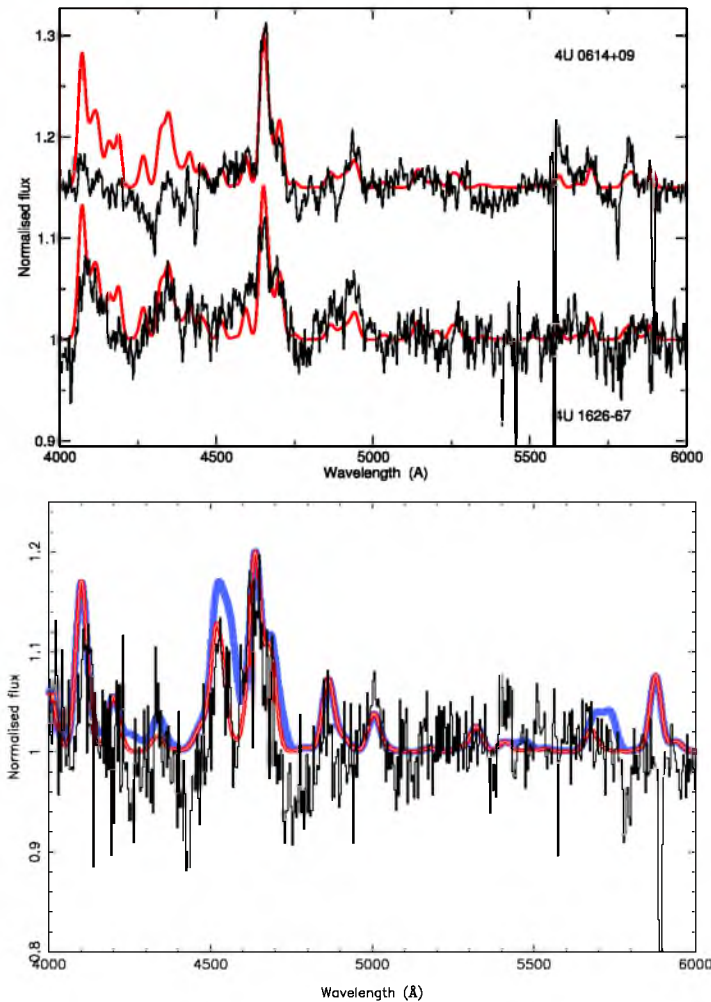 1.3
4U 0614+09
1.2
Normalised flux
1.1
1
4U 1626-67
0.9
4000 4500 5000 5500 6000
Wavelength (A)
1.2
1.1
Normalised flux
1
0.9
0.8
4000 4500 5000 5500 6000
Wavelength (Å)